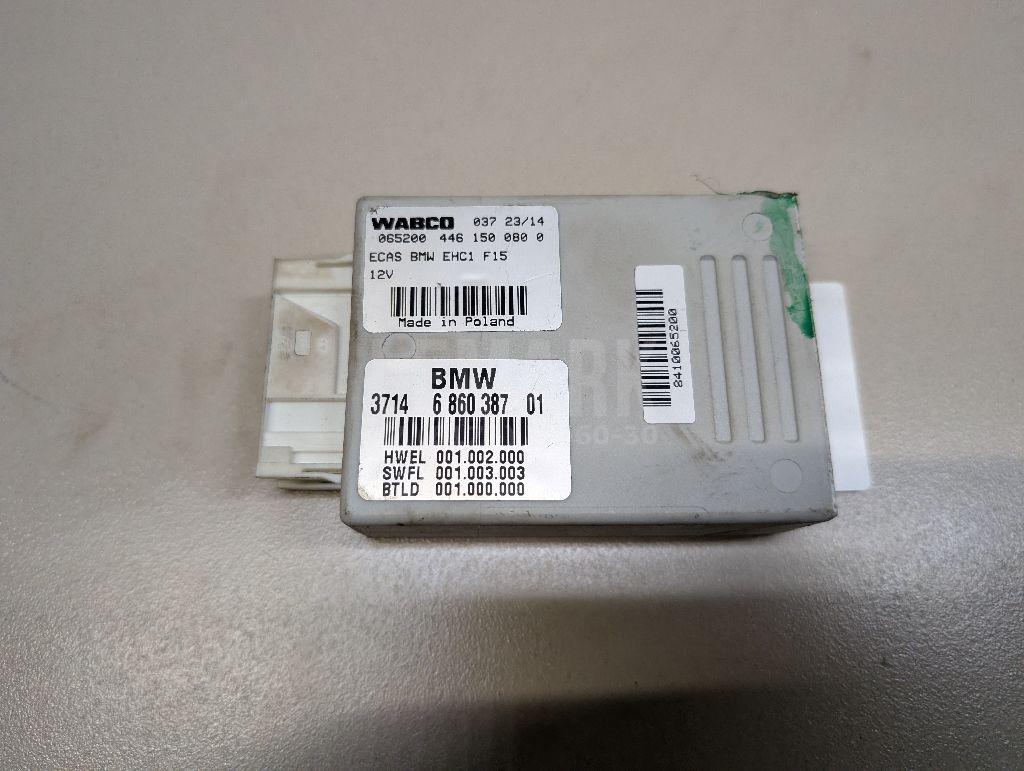 WABCO 037 23/14
065200 446 150 080 0
ECAS BMW EHC1 F15
12V
Made in Poland
BMW
3714 6 860 387 01
HWEL 001.002.000
SWFL 001.003.003
BTLD 001.000.000
8410065200